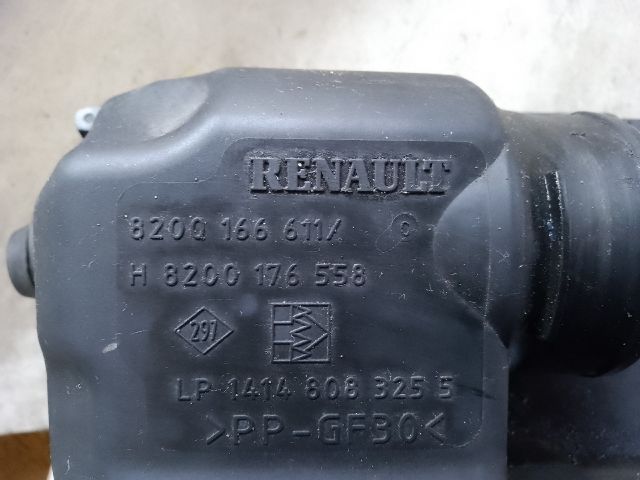 RENAULT
8200 166 611/ C
H 8200 176 558
297
LP 1414 808 325 5
>PP-GF30<